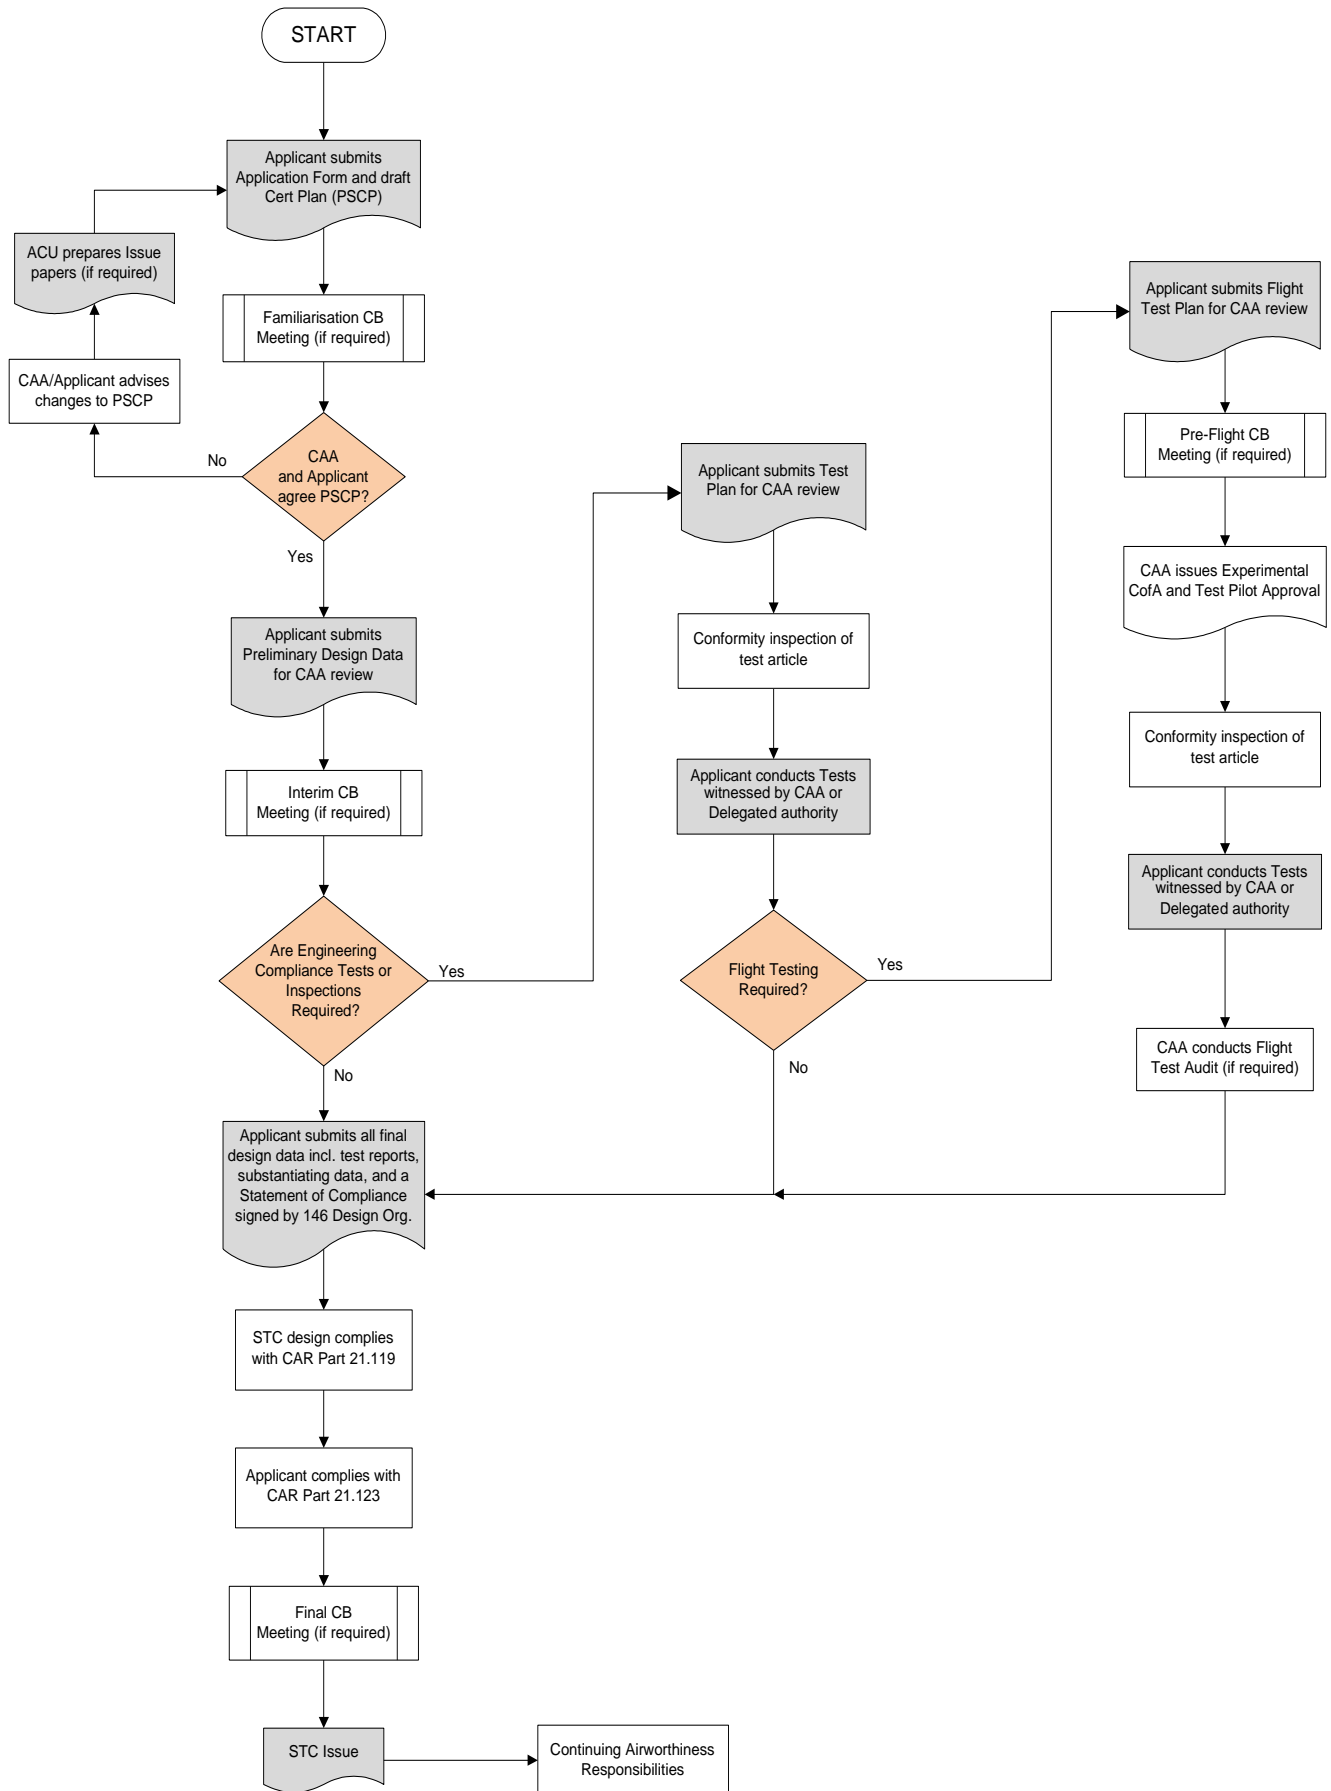 START
Applicant submits
Application Form and draft
Cert Plan (PSCP)
ACU prepares Issue
papers (if required)
Familiarisation CB
Meeting (if required)
CAA/Applicant advises
changes to PSCP
No
CAA
and Applicant
agree PSCP?
Yes
Applicant submits
Preliminary Design Data
for CAA review
Interim CB
Meeting (if required)
Are Engineering
Compliance Tests or
Inspections
Required?
Yes
No
Applicant submits Test
Plan for CAA review
Conformity inspection of
test article
Applicant conducts Tests
witnessed by CAA or
Delegated authority
Flight Testing
Required?
Yes
No
Applicant submits Flight
Test Plan for CAA review
Pre-Flight CB
Meeting (if required)
CAA issues Experimental
CofA and Test Pilot Approval
Conformity inspection of
test article
Applicant conducts Tests
witnessed by CAA or
Delegated authority
CAA conducts Flight
Test Audit (if required)
Applicant submits all final
design data incl. test reports,
substantiating data, and a
Statement of Compliance
signed by 146 Design Org.
STC design complies
with CAR Part 21.119
Applicant complies with
CAR Part 21.123
Final CB
Meeting (if required)
STC Issue
Continuing Airworthiness
Responsibilities